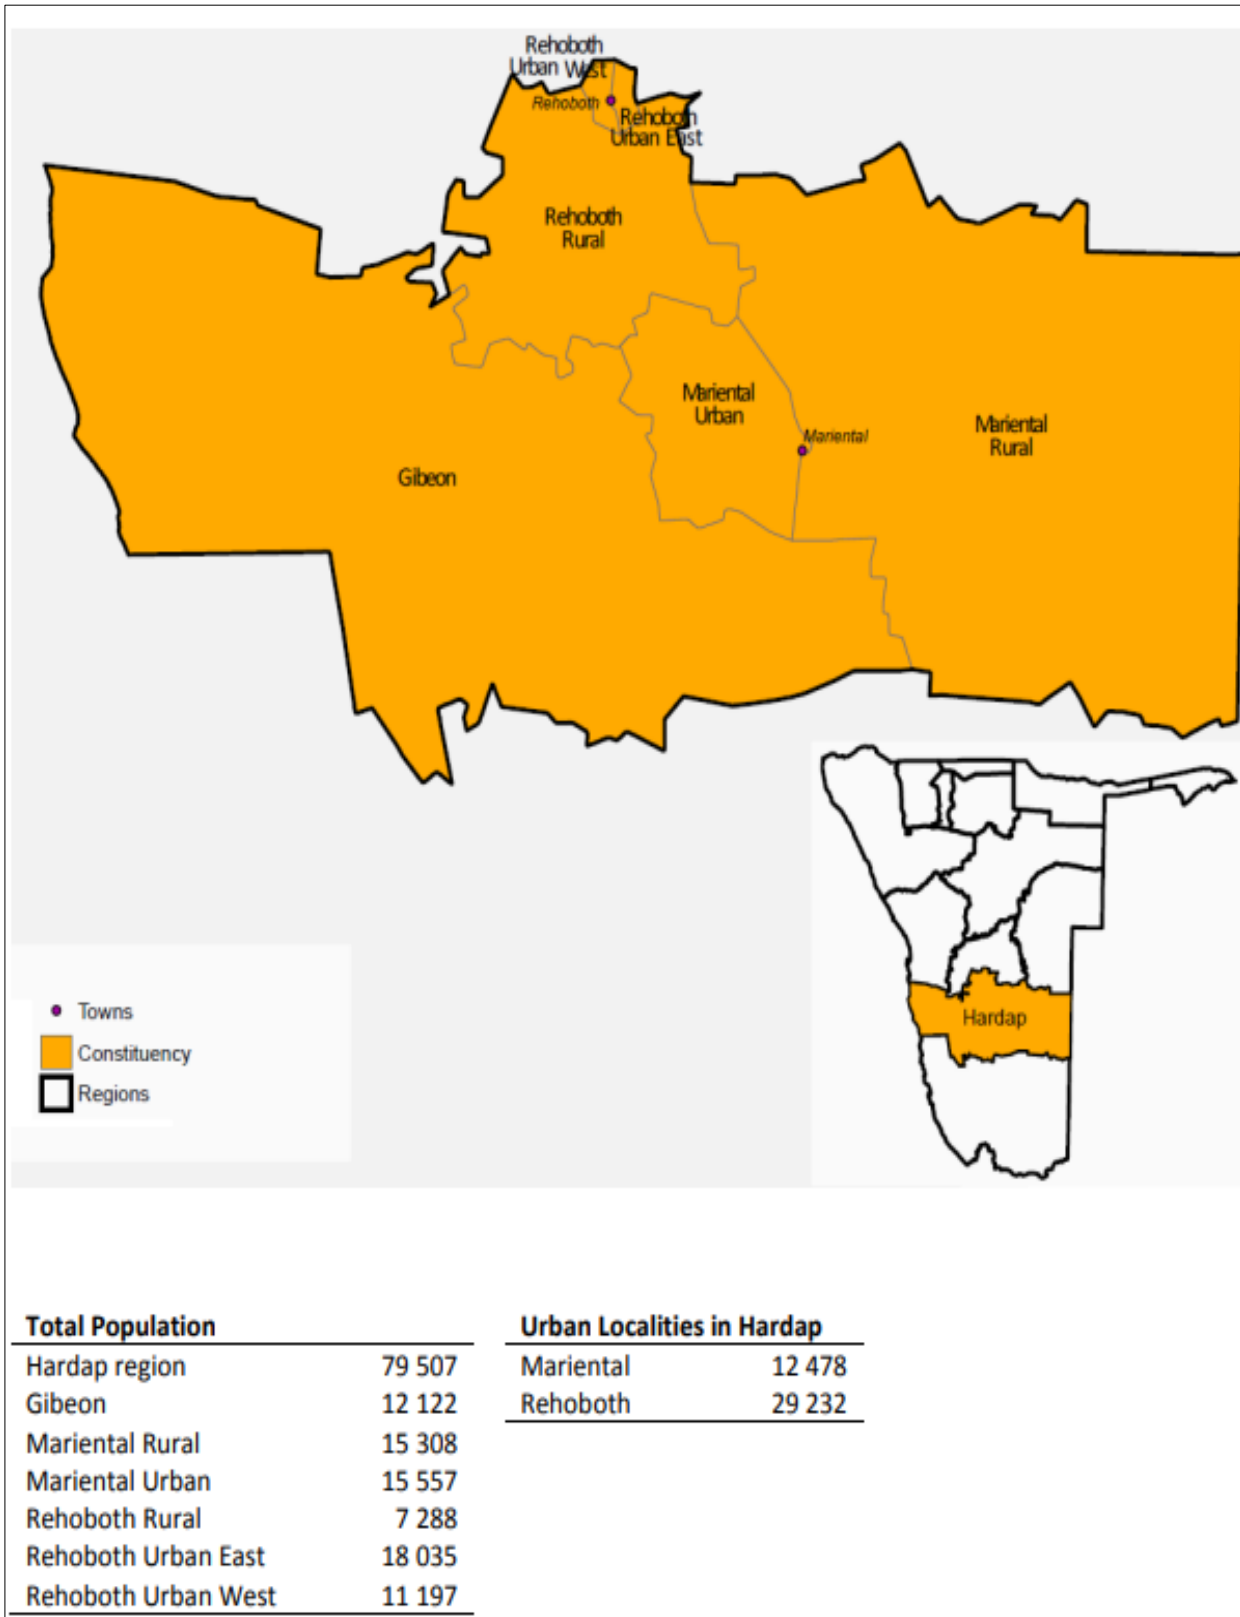 Rehoboth
Urban West
Rehoboth
Rehoboth
Urban East
Rehoboth
Rural
Mariental
Urban
Mariental
Mariental
Rural
Gibeon
Hardap
Towns
Constituency
Regions
Total Population
Hardap region 79 507
Gibeon 12 122
Mariental Rural 15 308
Mariental Urban 15 557
Rehoboth Rural 7 288
Rehoboth Urban East 18 035
Rehoboth Urban West 11 197
Urban Localities in Hardap
Mariental 12 478
Rehoboth 29 232